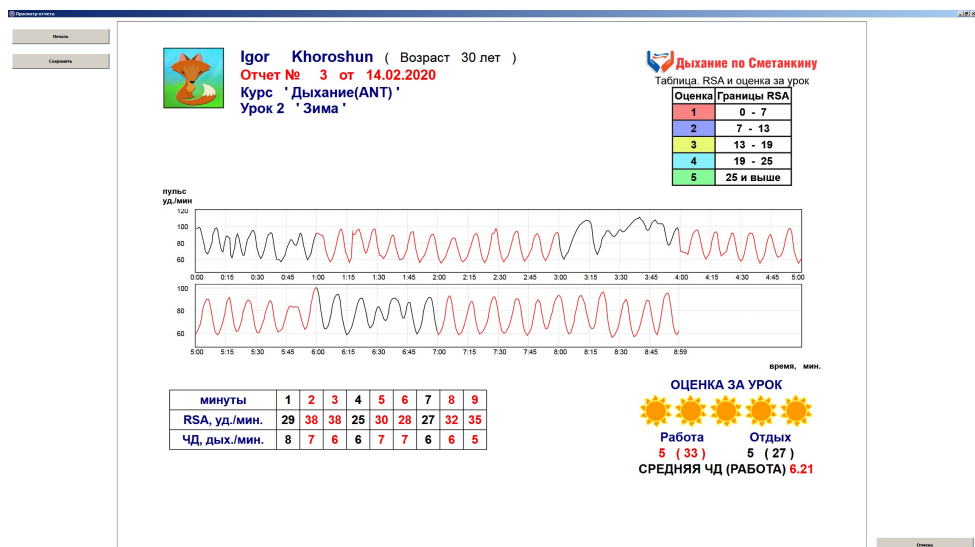 Просмотр отчета
Печать
Сохранить
Igor Khoroshun ( Возраст 30 лет )
Отчет № 3 от 14.02.2020
Курс ' Дыхание(ANT) '
Урок 2 ' Зима '
Дыхание по Сметанкину
Таблица. RSA и оценка за урок
Оценка Границы RSA
1 0 - 7
2 7 - 13
3 13 - 19
4 19 - 25
5 25 и выше
пульс
уд./мин
120
100
80
60
0:00 0:15 0:30 0:45 1:00 1:15 1:30 1:45 2:00 2:15 2:30 2:45 3:00 3:15 3:30 3:45 4:00 4:15 4:30 4:45 5:00
100
80
60
5:00 5:15 5:30 5:45 6:00 6:15 6:30 6:45 7:00 7:15 7:30 7:45 8:00 8:15 8:30 8:45 8:59
время, мин.
минуты 1 2 3 4 5 6 7 8 9
RSA, уд./мин. 29 38 38 25 30 28 27 32 35
ЧД, дых./мин. 8 7 6 6 7 7 6 6 5
ОЦЕНКА ЗА УРОК
Работа Отдых
5 ( 33 ) 5 ( 27 )
СРЕДНЯЯ ЧД (РАБОТА) 6.21
Отмена